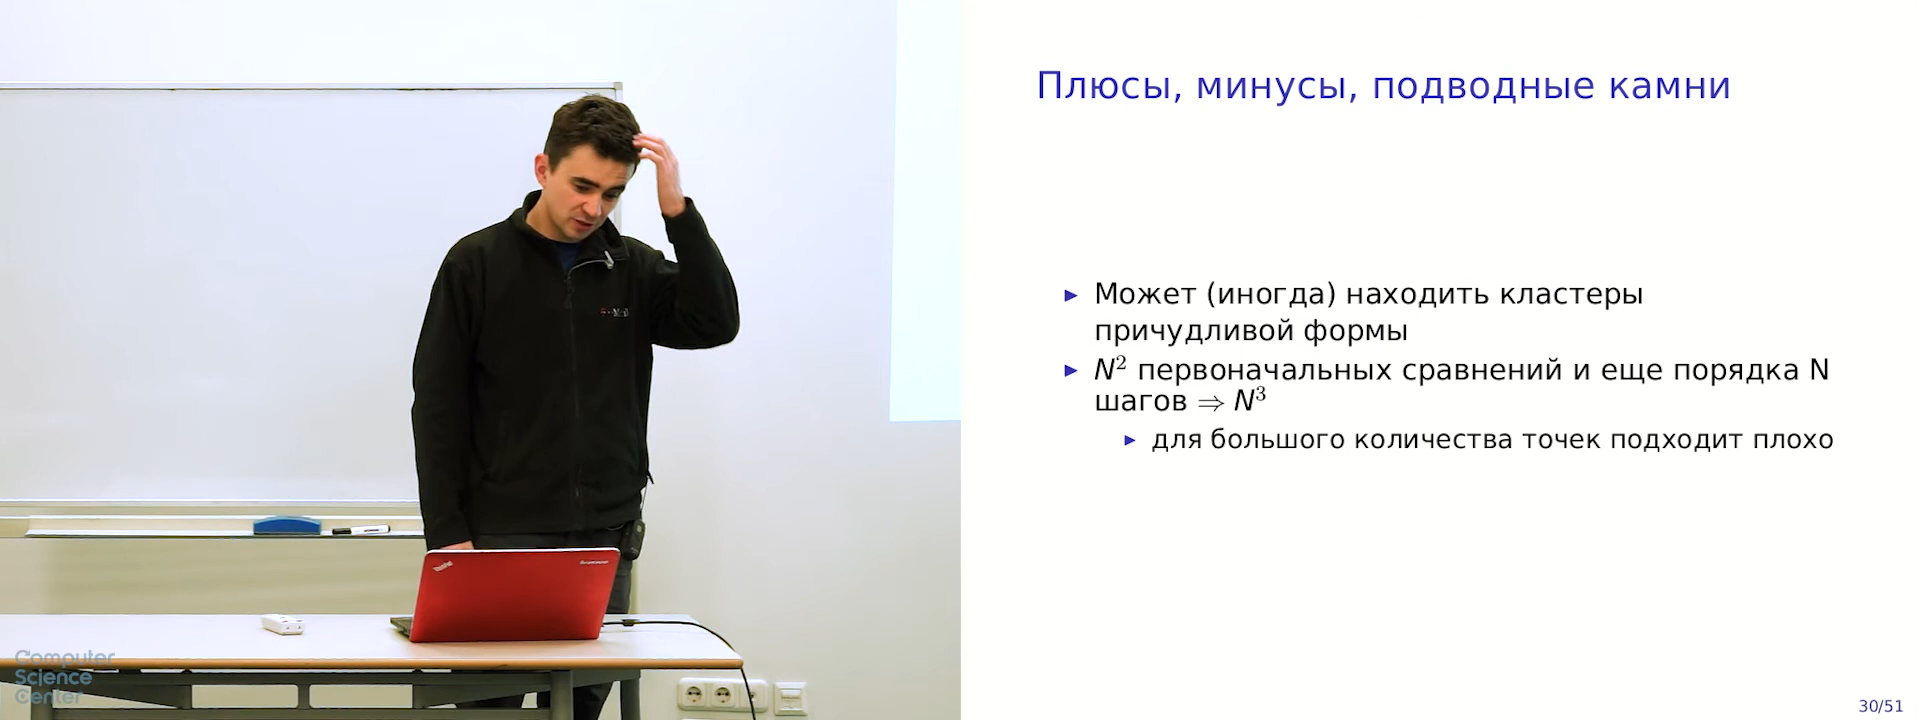 Плюсы, минусы, подводные камни
Может (иногда) находить кластеры
причудливой формы
N² первоначальных сравнений и еще порядка N
шагов ⇒ N³
для большого количества точек подходит плохо
30/51
Computer
Science
Center
ThinkPad